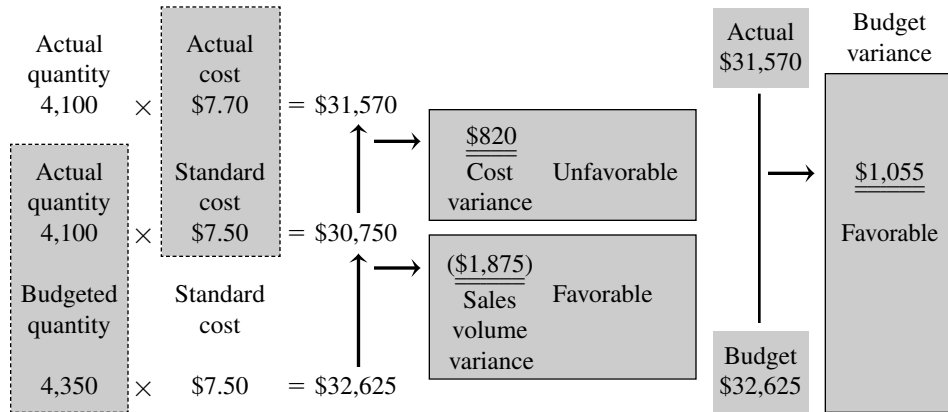 Actual
quantity
4,100
×
Actual
cost
$7.70
= $31,570
Actual
quantity
4,100
×
Standard
cost
$7.50
= $30,750
Budgeted
quantity
4,350
×
Standard
cost
$7.50
= $32,625
$820
Cost
variance
Unfavorable
($1,875)
Sales
volume
variance
Favorable
Actual
$31,570
Budget
$32,625
Budget
variance
$1,055
Favorable